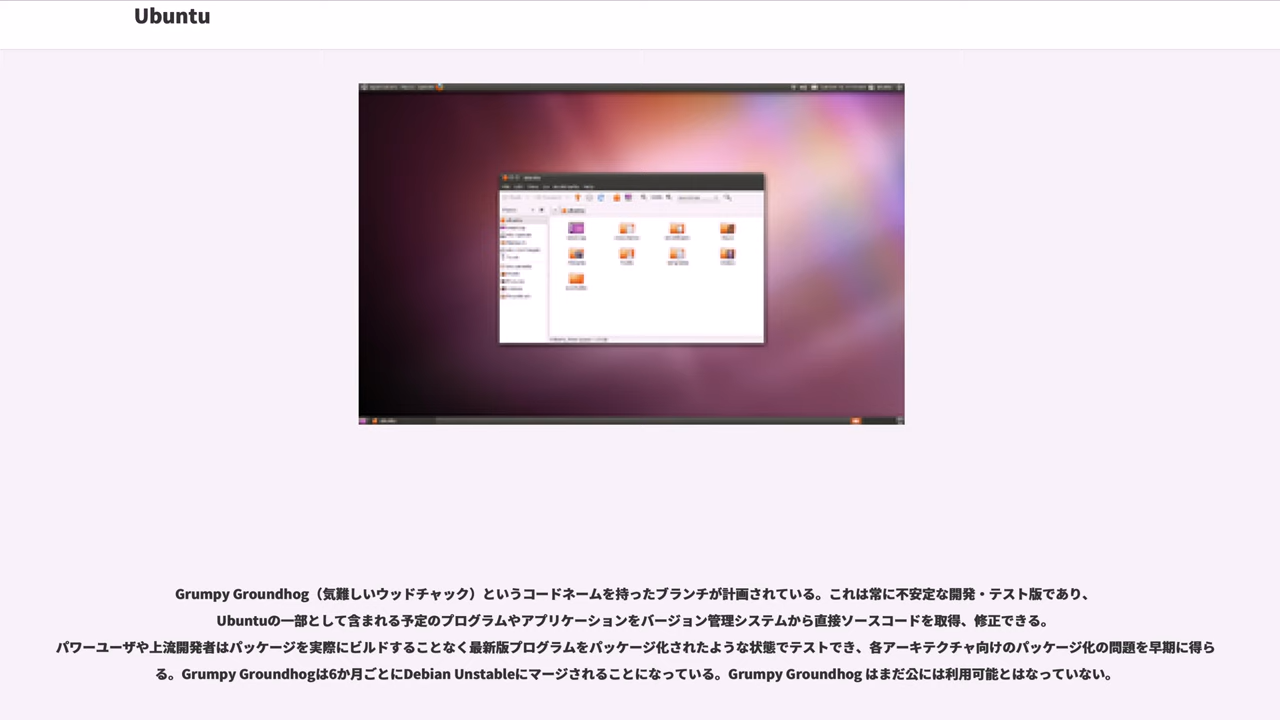 Ubuntu
Grumpy Groundhog（気難しいウッドチャック）というコードネームを持ったブランチが計画されている。これは常に不安定な開発・テスト版であり、
Ubuntuの一部として含まれる予定のプログラムやアプリケーションをバージョン管理システムから直接ソースコードを取得、修正できる。
パワーユーザや上流開発者はパッケージを実際にビルドすることなく最新版プログラムをパッケージ化されたような状態でテストでき、各アーキテクチャ向けのパッケージ化の問題を早期に得ら
る。Grumpy Groundhogは6か月ごとにDebian Unstableにマージされることになっている。Grumpy Groundhog はまだ公には利用可能とはなっていない。